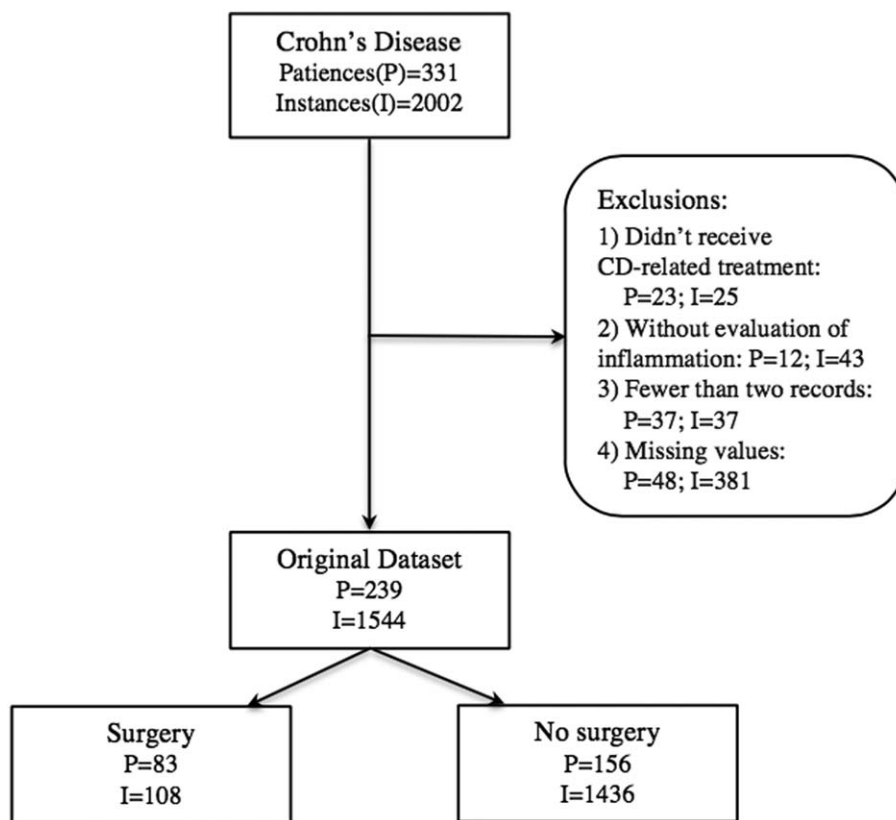 Crohn's Disease
Patiences(P)=331
Instances(I)=2002
Exclusions:
1) Didn't receive
CD-related treatment:
P=23; I=25
2) Without evaluation of
inflammation: P=12; I=43
3) Fewer than two records:
P=37; I=37
4) Missing values:
P=48; I=381
Original Dataset
P=239
I=1544
Surgery
P=83
I=108
No surgery
P=156
I=1436